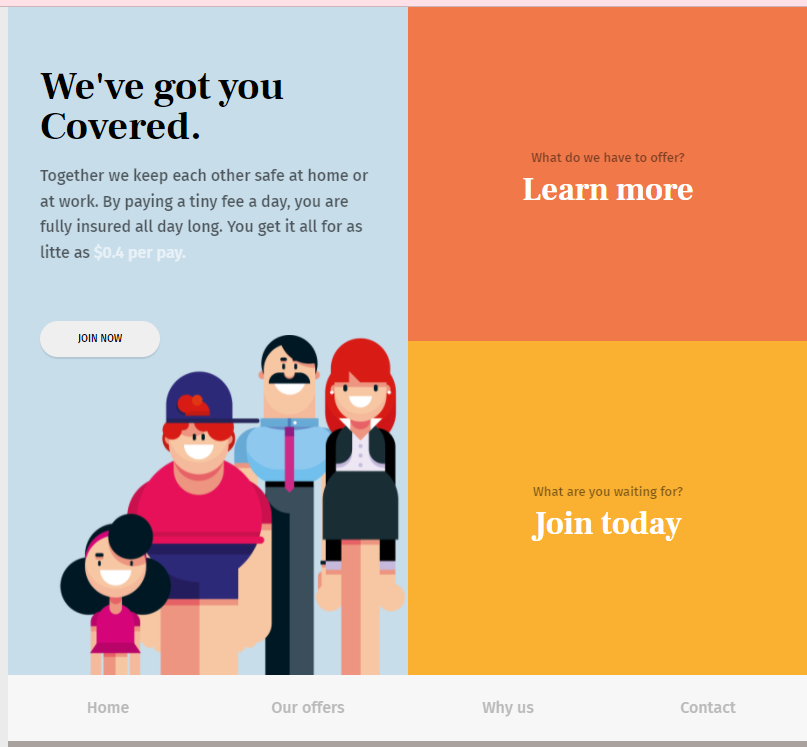 We've got you
Covered.
Together we keep each other safe at home or
at work. By paying a tiny fee a day, you are
fully insured all day long. You get it all for as
litte as $0.4 per pay.
JOIN NOW
What do we have to offer?
Learn more
What are you waiting for?
Join today
Home
Our offers
Why us
Contact